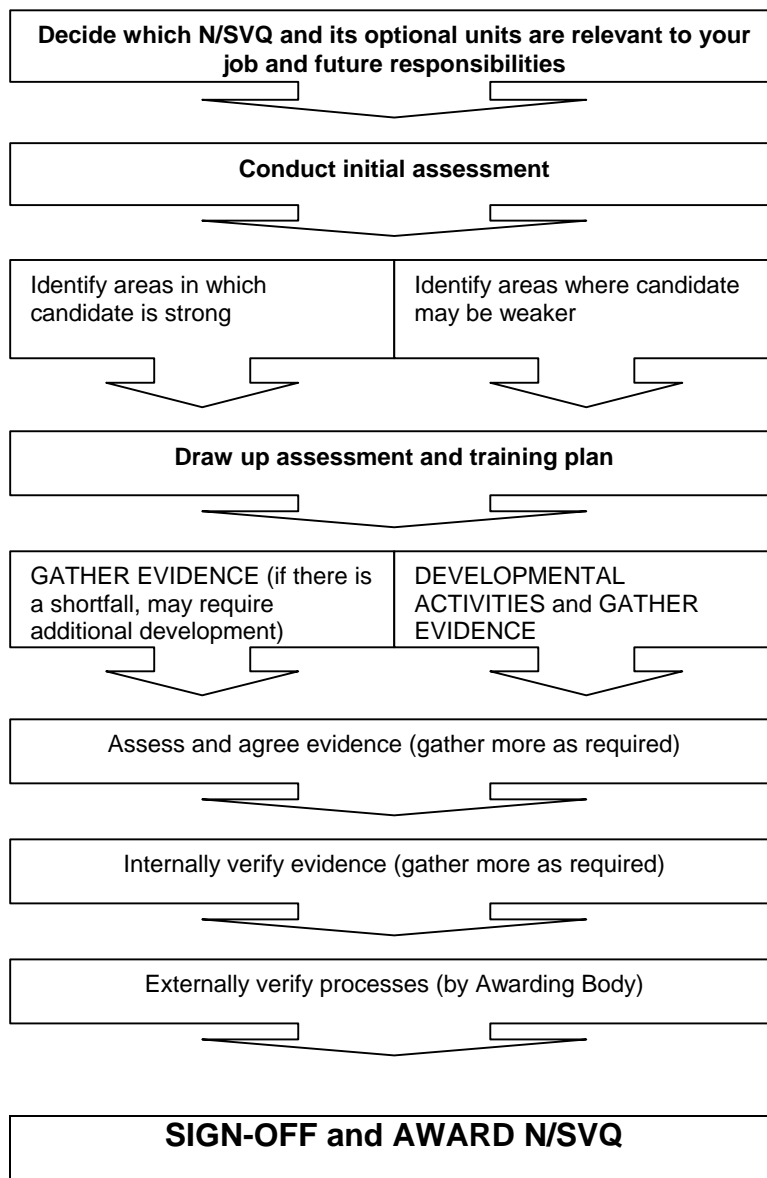 Decide which N/SVQ and its optional units are relevant to your
job and future responsibilities
Conduct initial assessment
Identify areas in which
candidate is strong
Identify areas where candidate
may be weaker
Draw up assessment and training plan
GATHER EVIDENCE (if there is
a shortfall, may require
additional development)
DEVELOPMENTAL
ACTIVITIES and GATHER
EVIDENCE
Assess and agree evidence (gather more as required)
Internally verify evidence (gather more as required)
Externally verify processes (by Awarding Body)
SIGN-OFF and AWARD N/SVQ